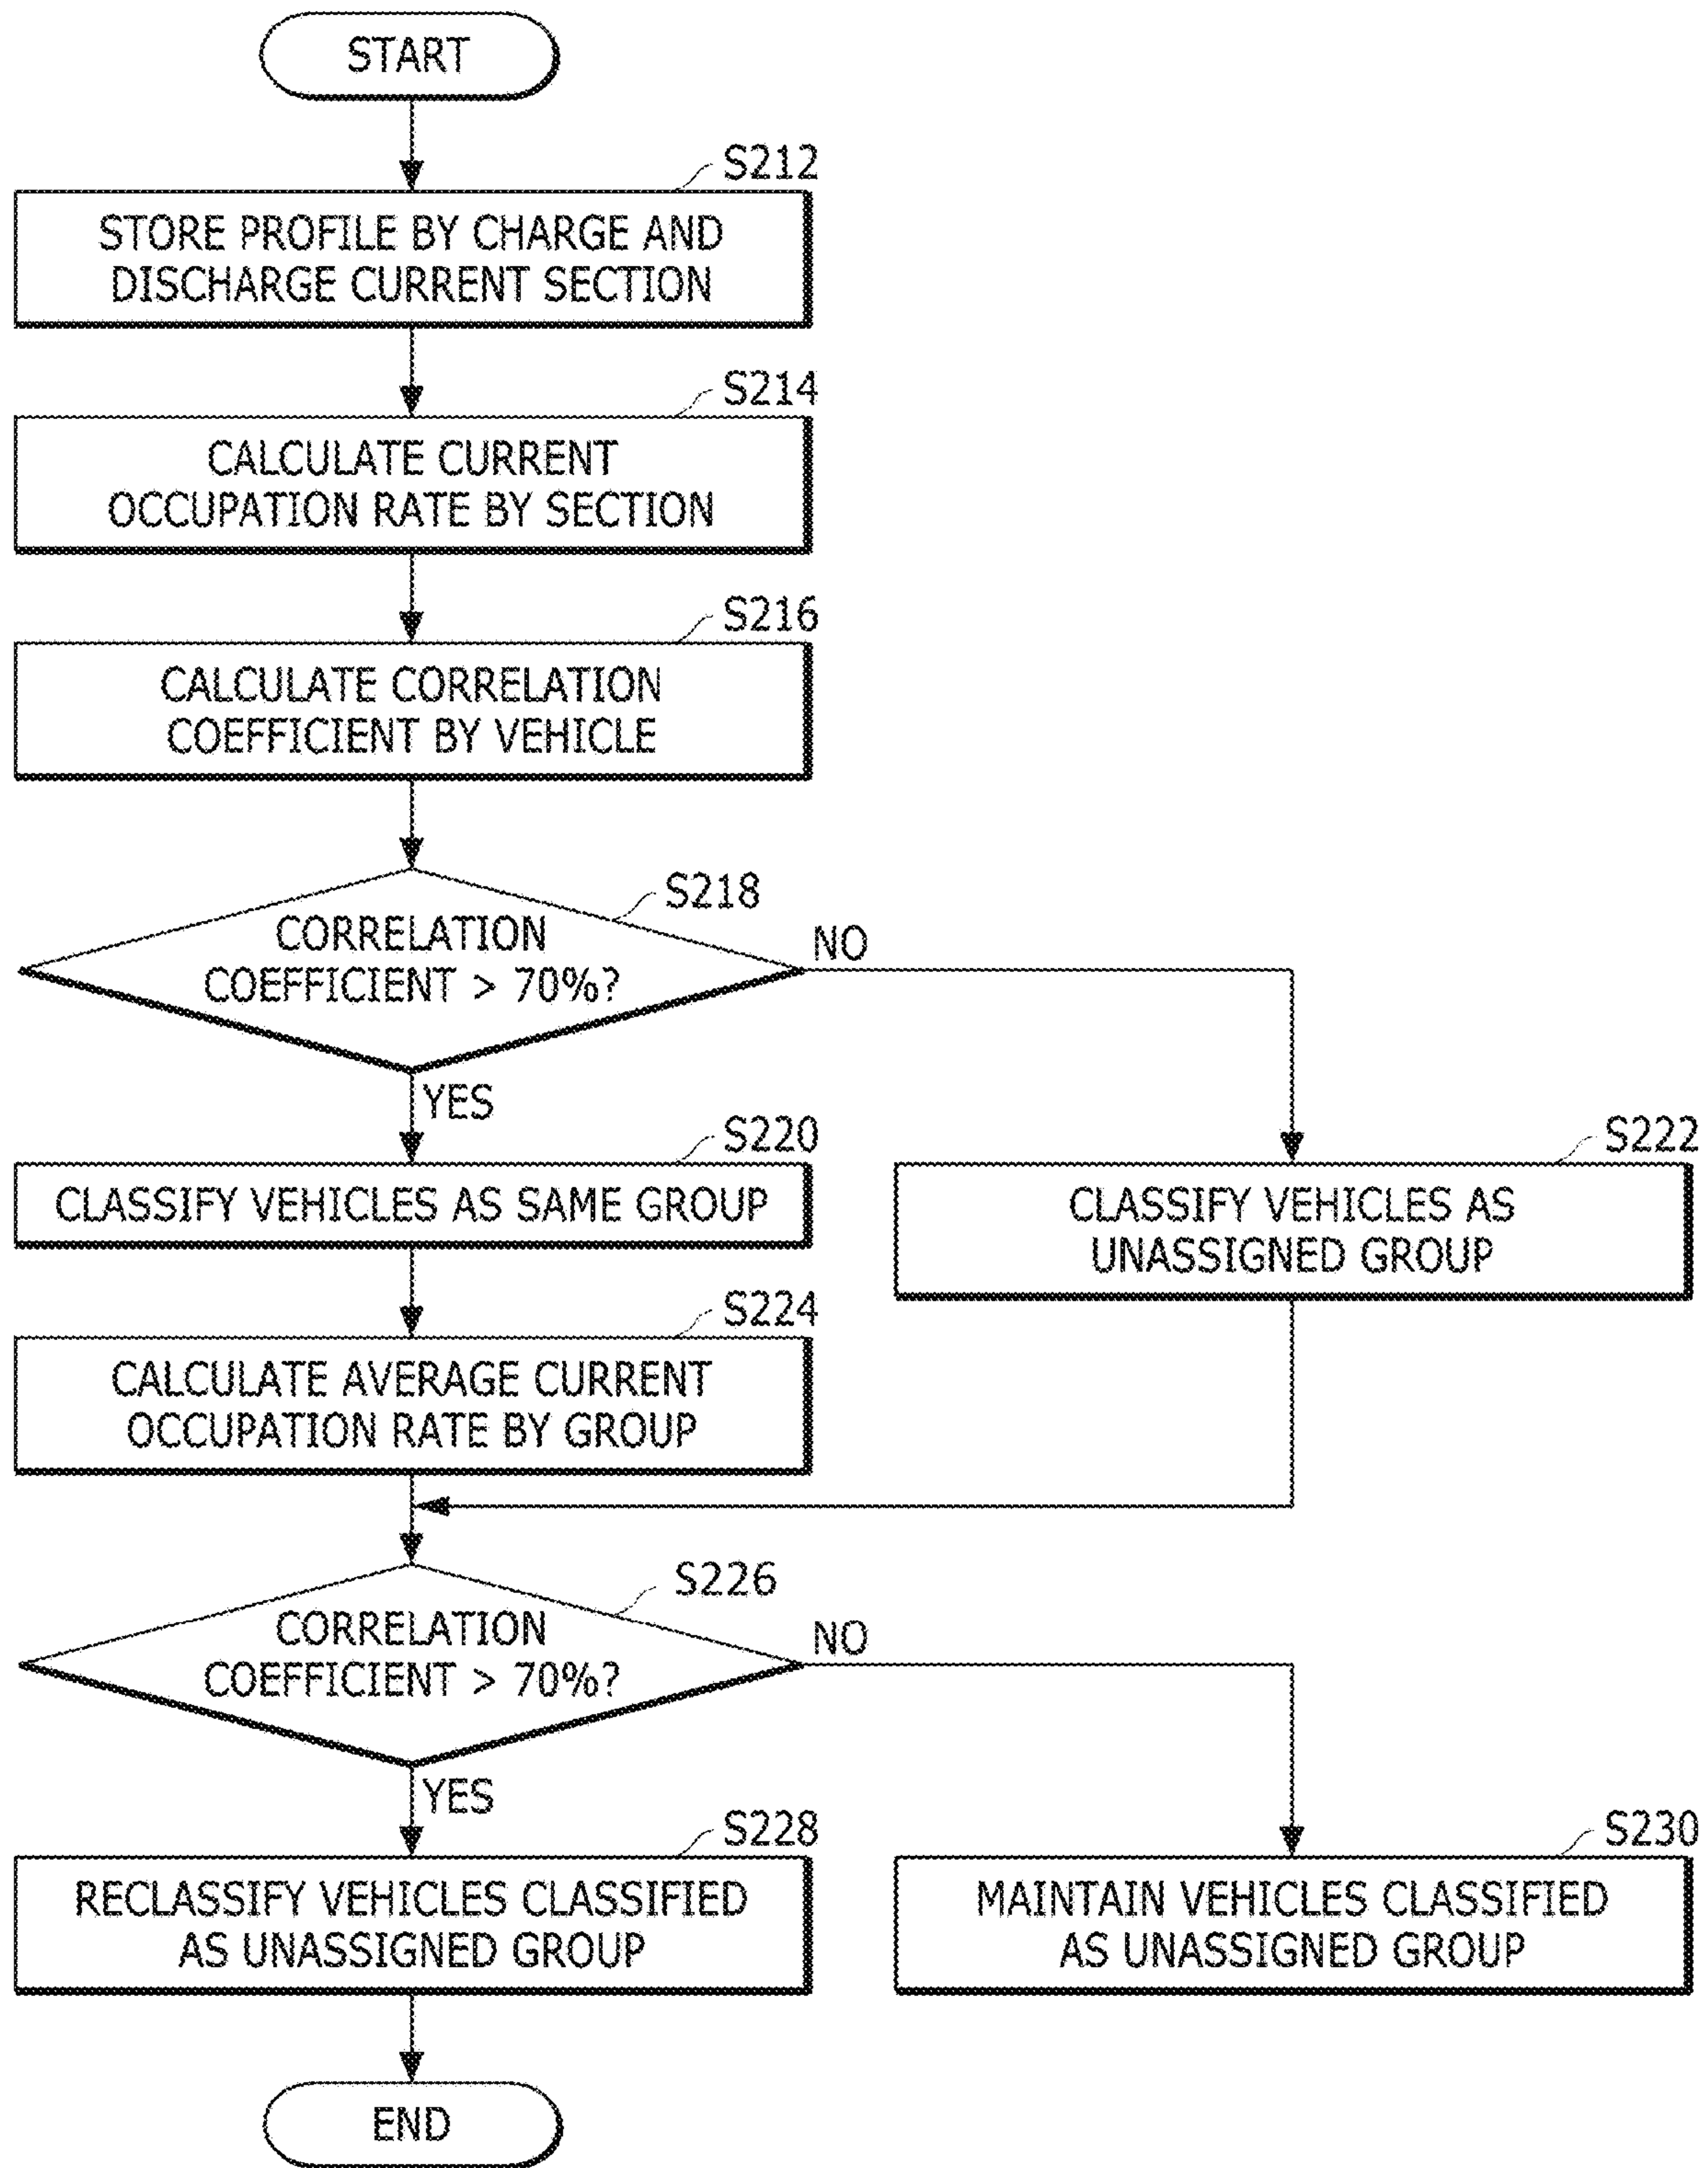 START
S212
STORE PROFILE BY CHARGE AND
DISCHARGE CURRENT SECTION
S214
CALCULATE CURRENT
OCCUPATION RATE BY SECTION
S216
CALCULATE CORRELATION
COEFFICIENT BY VEHICLE
S218
CORRELATION
COEFFICIENT > 70%?
NO
YES
S220
CLASSIFY VEHICLES AS SAME GROUP
S222
CLASSIFY VEHICLES AS
UNASSIGNED GROUP
S224
CALCULATE AVERAGE CURRENT
OCCUPATION RATE BY GROUP
S226
CORRELATION
COEFFICIENT > 70%?
NO
YES
S228
RECLASSIFY VEHICLES CLASSIFIED
AS UNASSIGNED GROUP
S230
MAINTAIN VEHICLES CLASSIFIED
AS UNASSIGNED GROUP
END